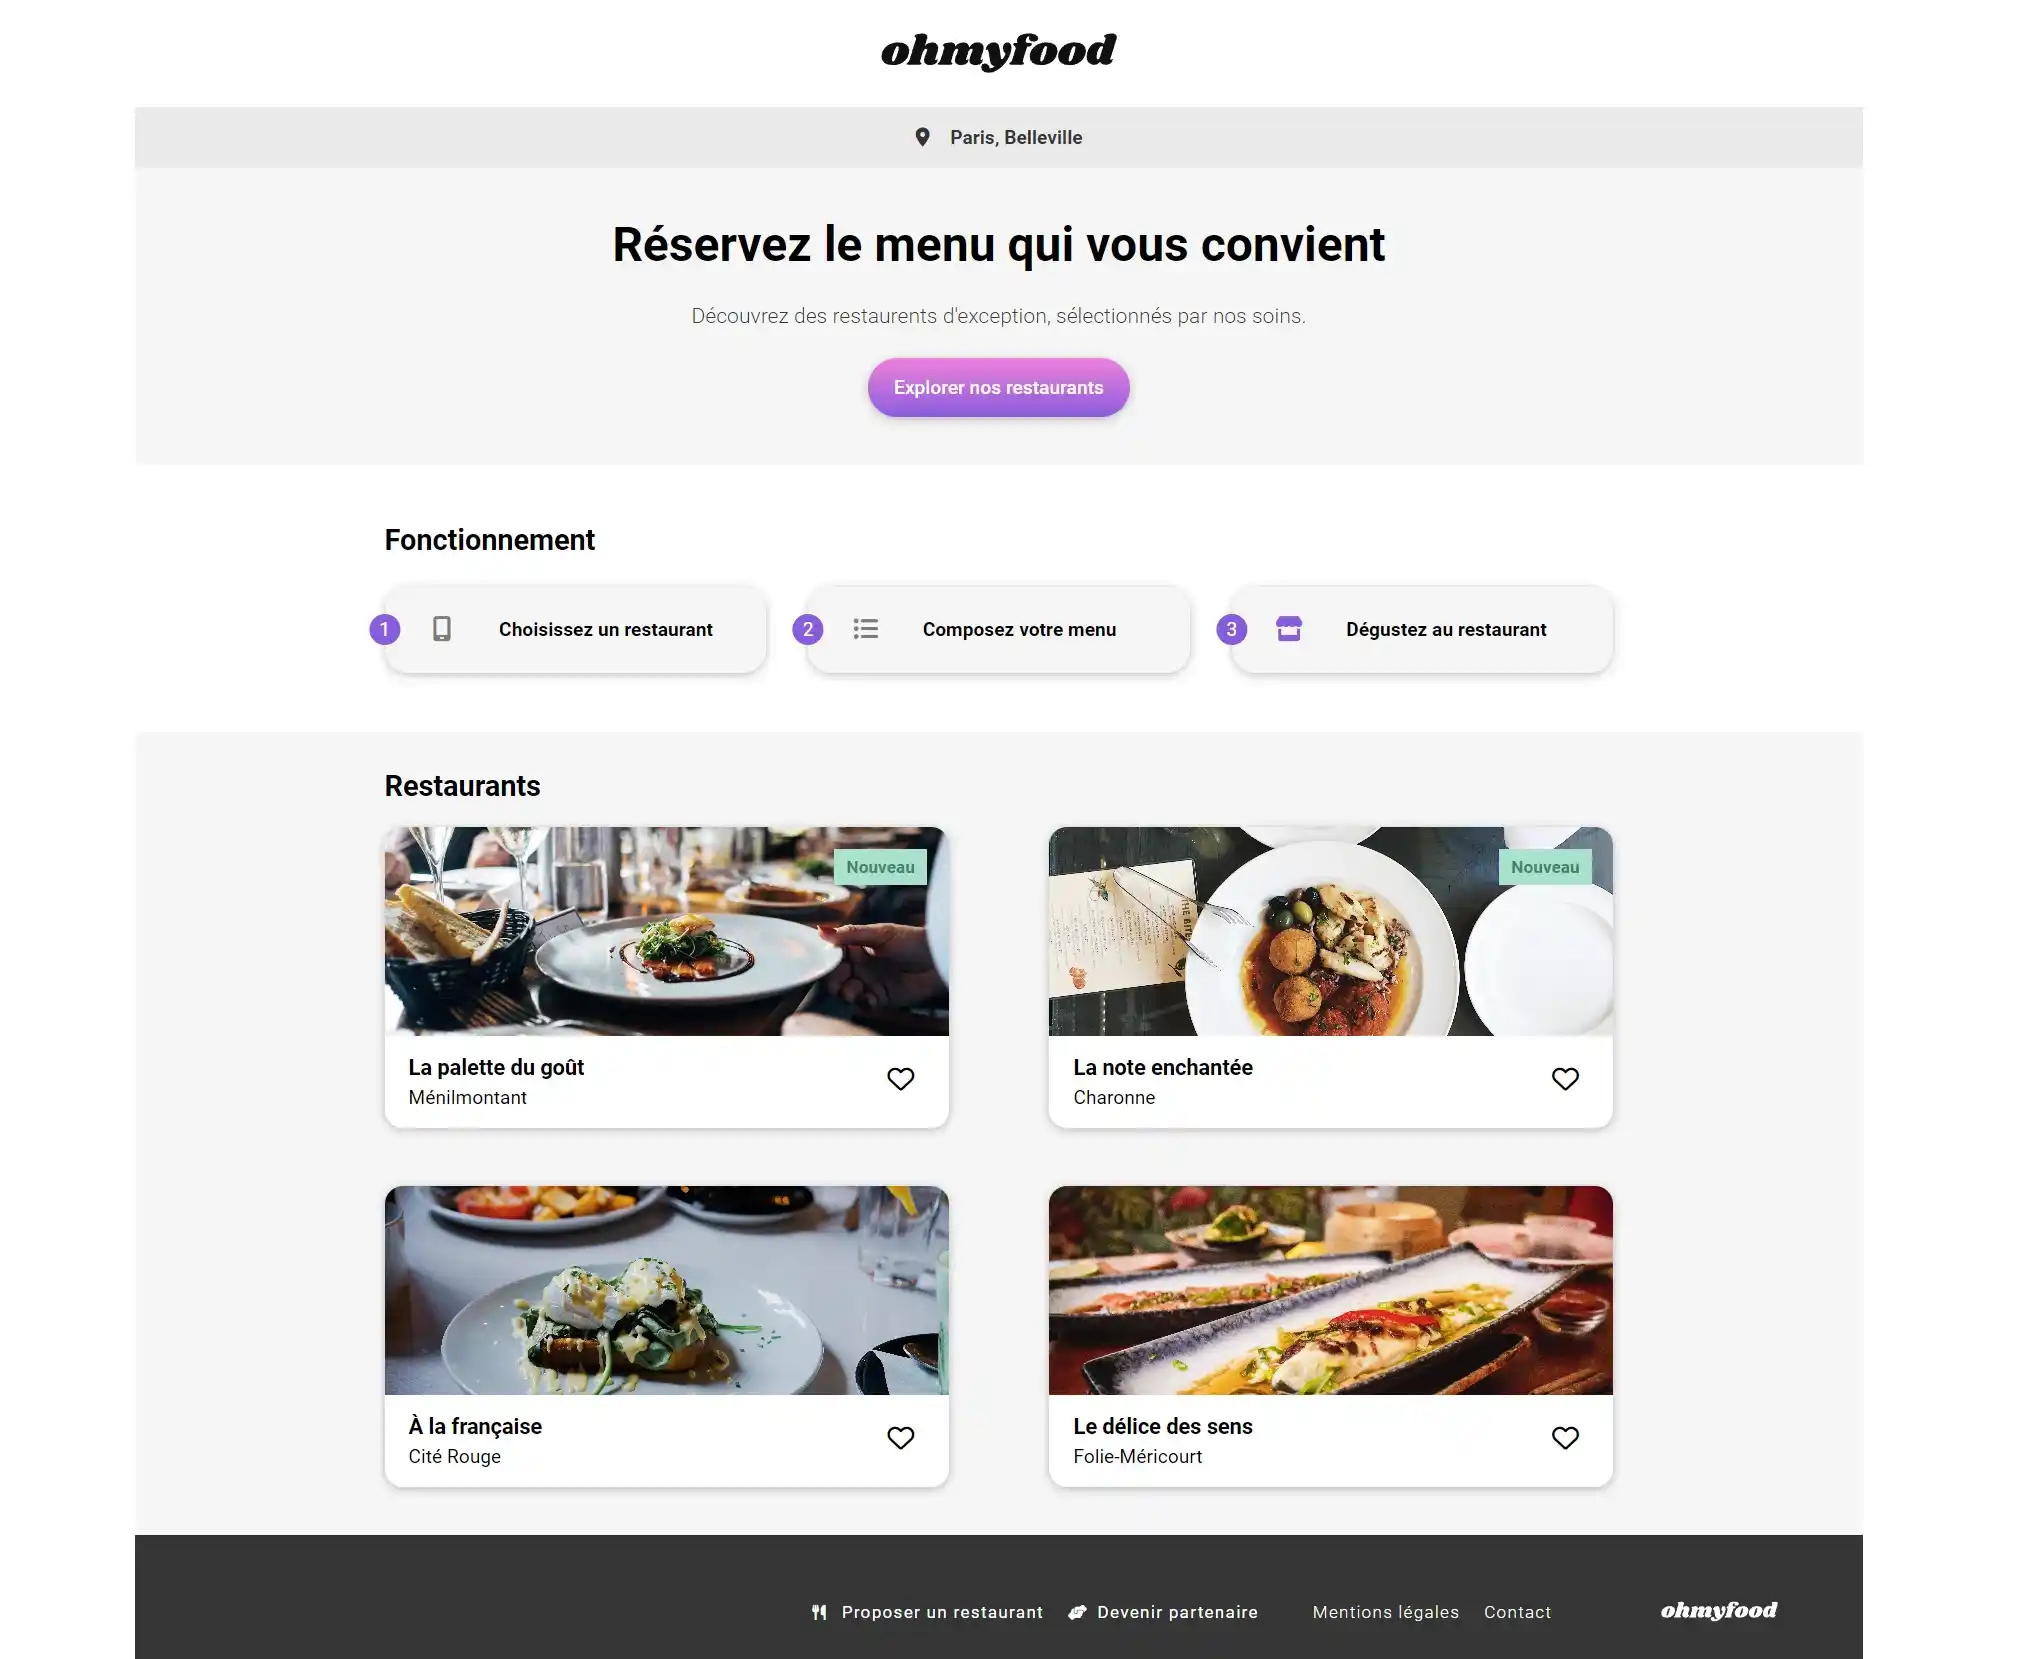 ohmyfood
Paris, Belleville
Réservez le menu qui vous convient
Découvrez des restaurents d'exception, sélectionnés par nos soins.
Explorer nos restaurants
Fonctionnement
1 Choisissez un restaurant
2 Composez votre menu
3 Dégustez au restaurant
Restaurants
Nouveau
La palette du goût
Ménilmontant
Nouveau
La note enchantée
Charonne
À la française
Cité Rouge
Le délice des sens
Folie-Méricourt
Proposer un restaurant Devenir partenaire Mentions légales Contact ohmyfood